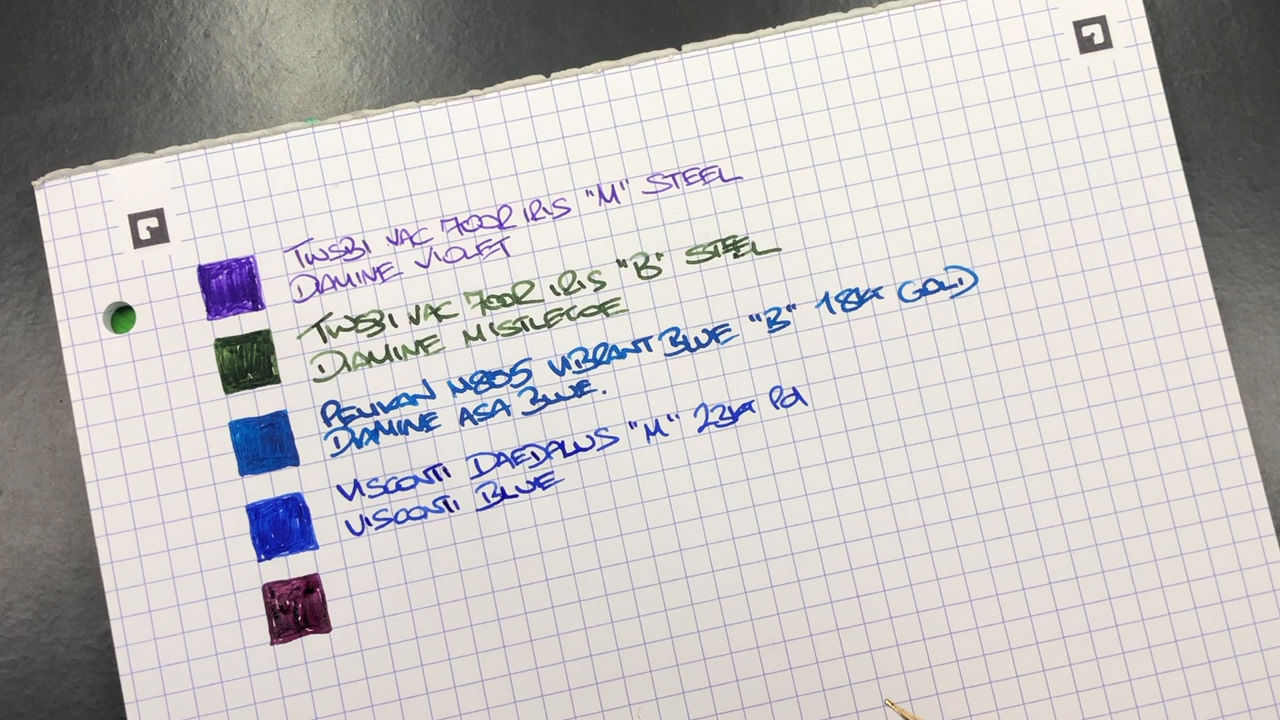 TWSBI VAC 700R IRIS "M" STEEL
DIAMINE VIOLET
TWSBI VAC 700R IRIS "B" STEEL
DIAMINE MISTLETOE
PELIKAN M805 VIBRANT BLUE "B" 18kt GOLD
DIAMINE ASA BLUE.
VISCONTI DAEDALUS "M" 23kt Pd
VISCONTI BLUE